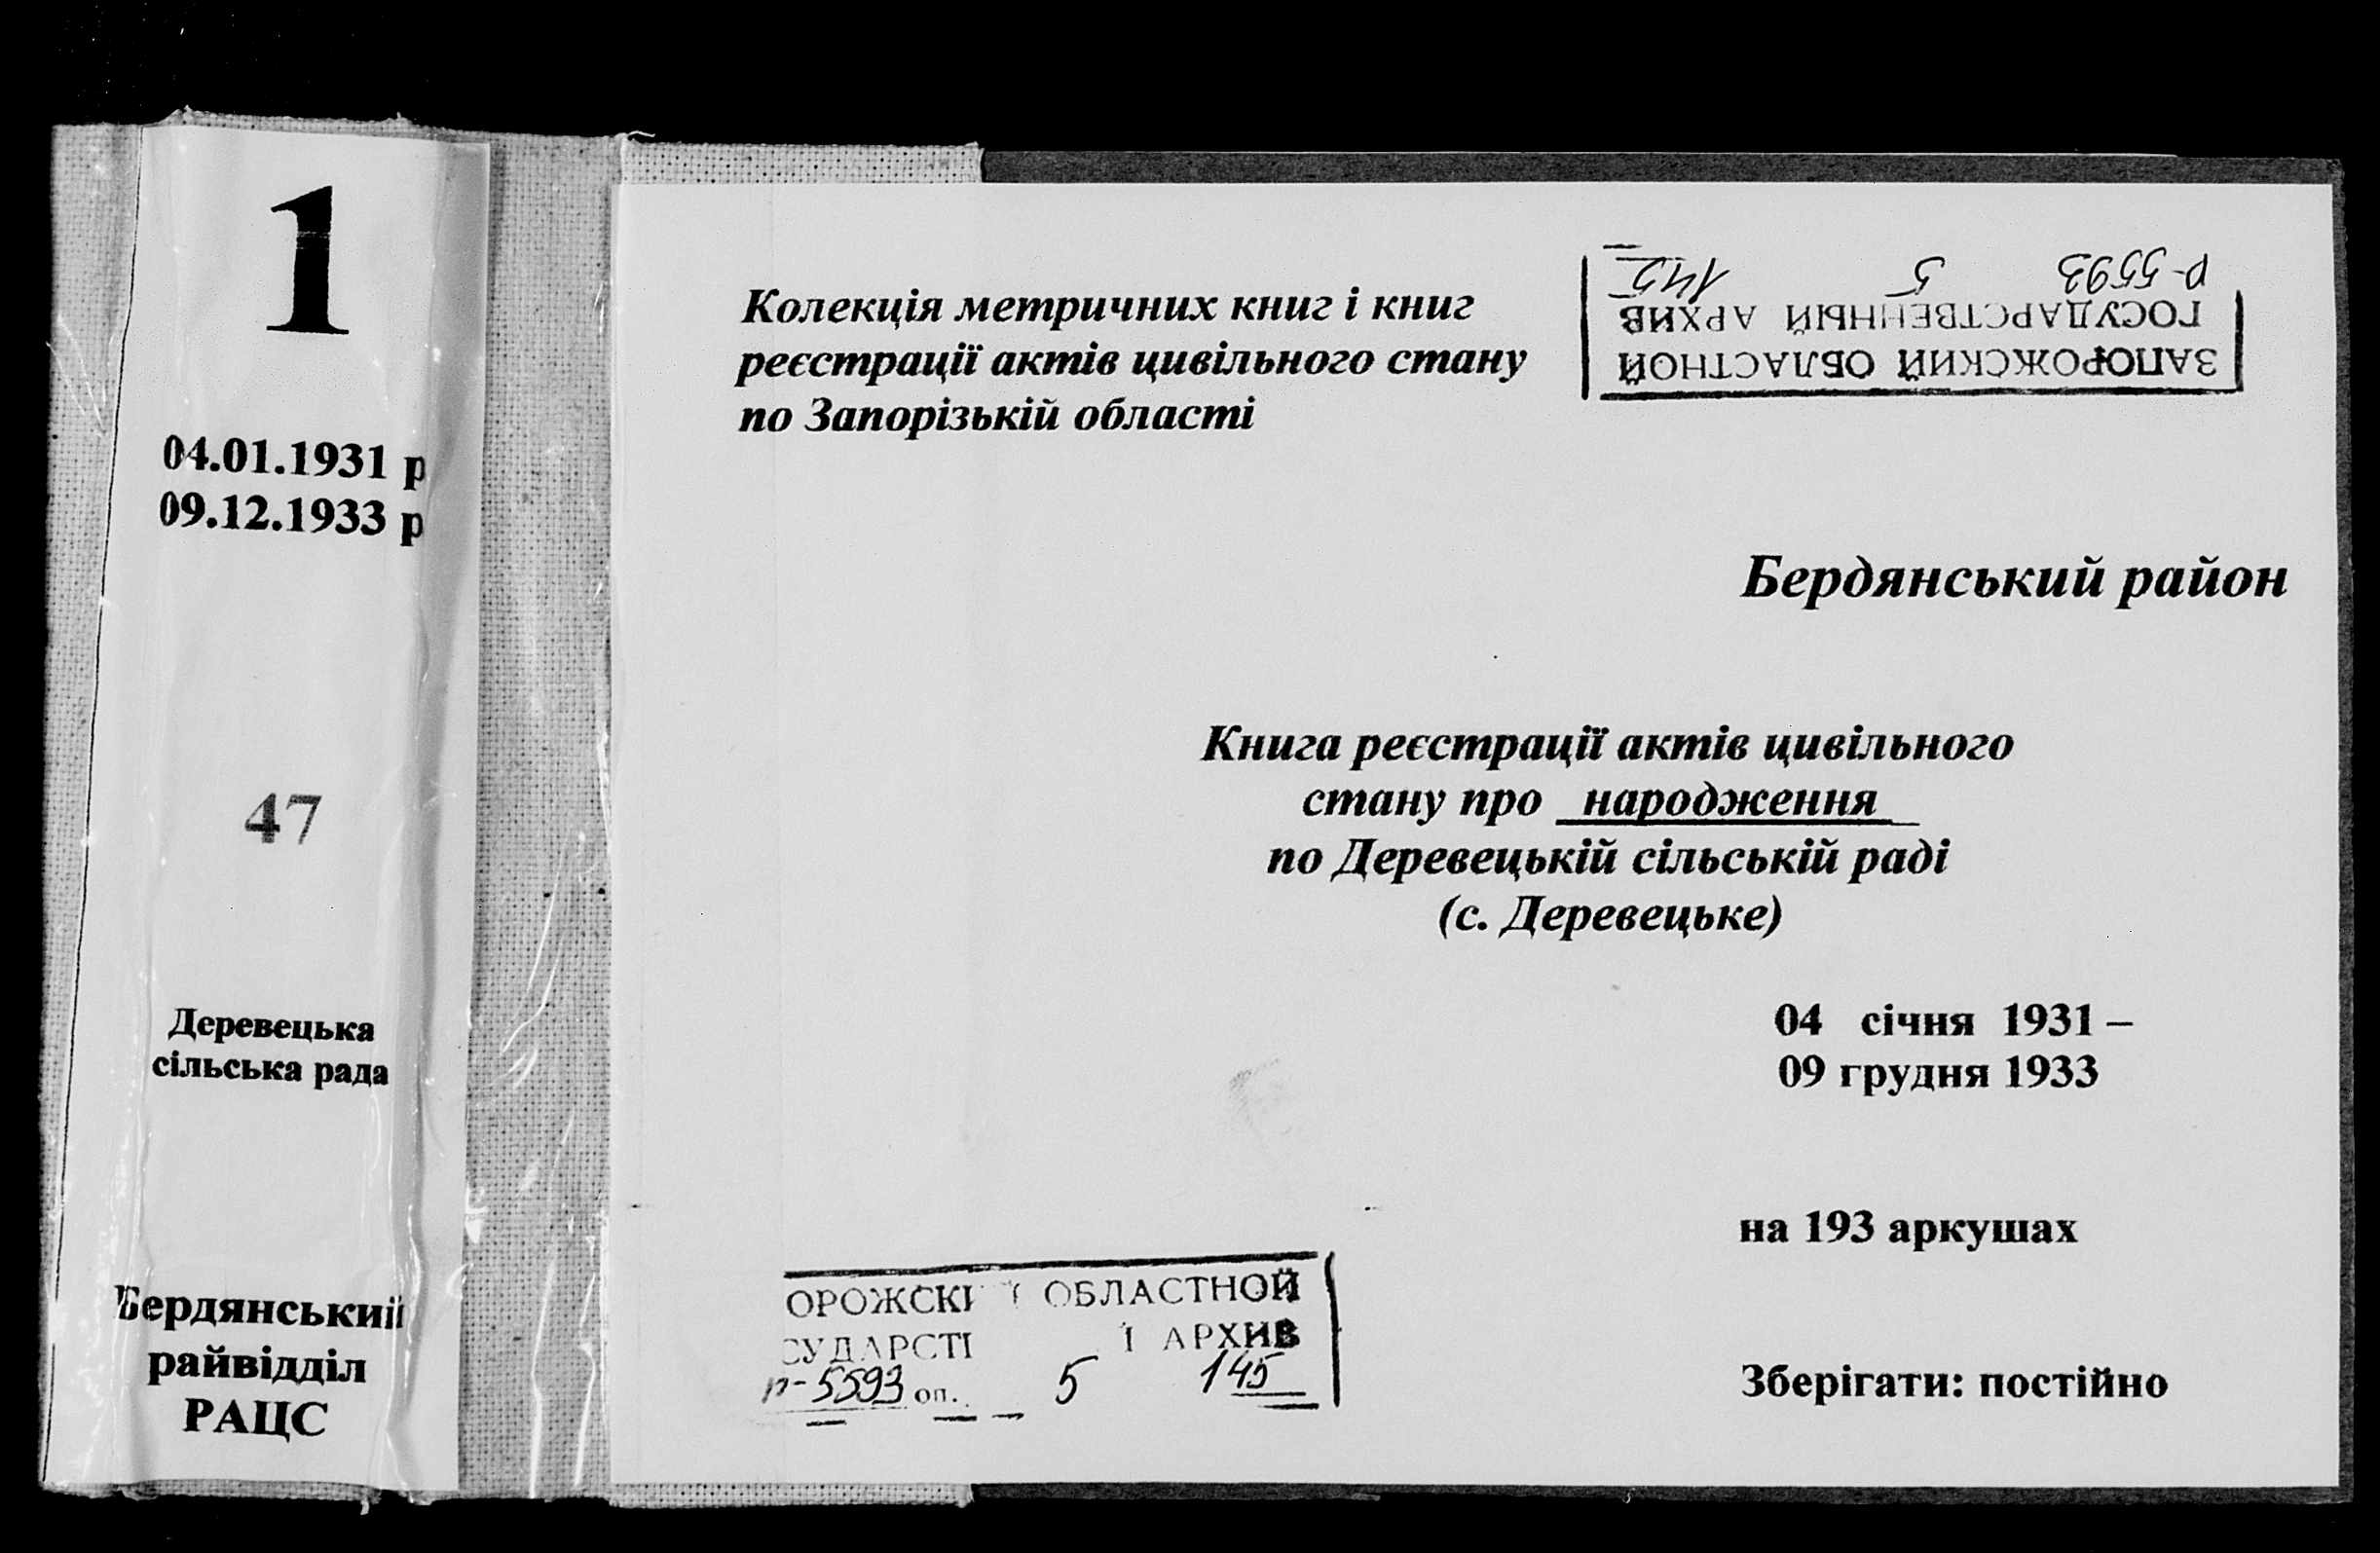 1
04.01.1931 р
09.12.1933 р
47
Деревецька
сільська рада
Бердянський
райвідділ
РАЦС
Колекція метричних книг і книг
реєстрації актів цивільного стану
по Запорізькій області
ЗАПОРОЖСКИЙ ОБЛАСТНОЙ
ГОСУДАРСТВЕННЫЙ АРХИВ
Р-5593 5 145
Бердянський район
Книга реєстрації актів цивільного
стану про народження
по Деревецькій сільській раді
(с. Деревецьке)
04 січня 1931 –
09 грудня 1933
на 193 аркушах
ОРОЖСКИ Й ОБЛАСТНОЙ
СУДАРСТ Й АРХИВ
Р-5593 оп. 5 145
Зберігати: постійно